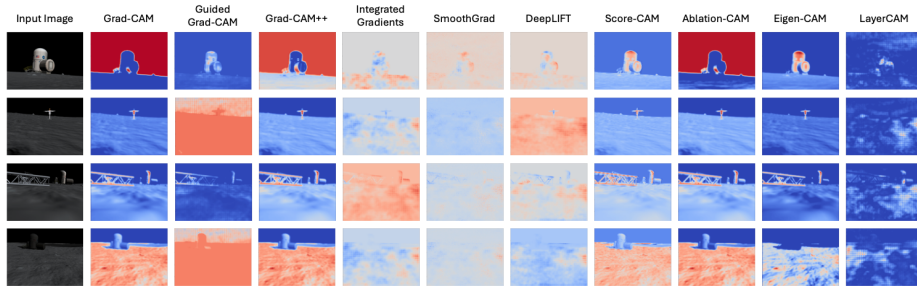 Input Image
Grad-CAM
Guided
Grad-CAM
Grad-CAM++
Integrated
Gradients
SmoothGrad
DeepLIFT
Score-CAM
Ablation-CAM
Eigen-CAM
LayerCAM